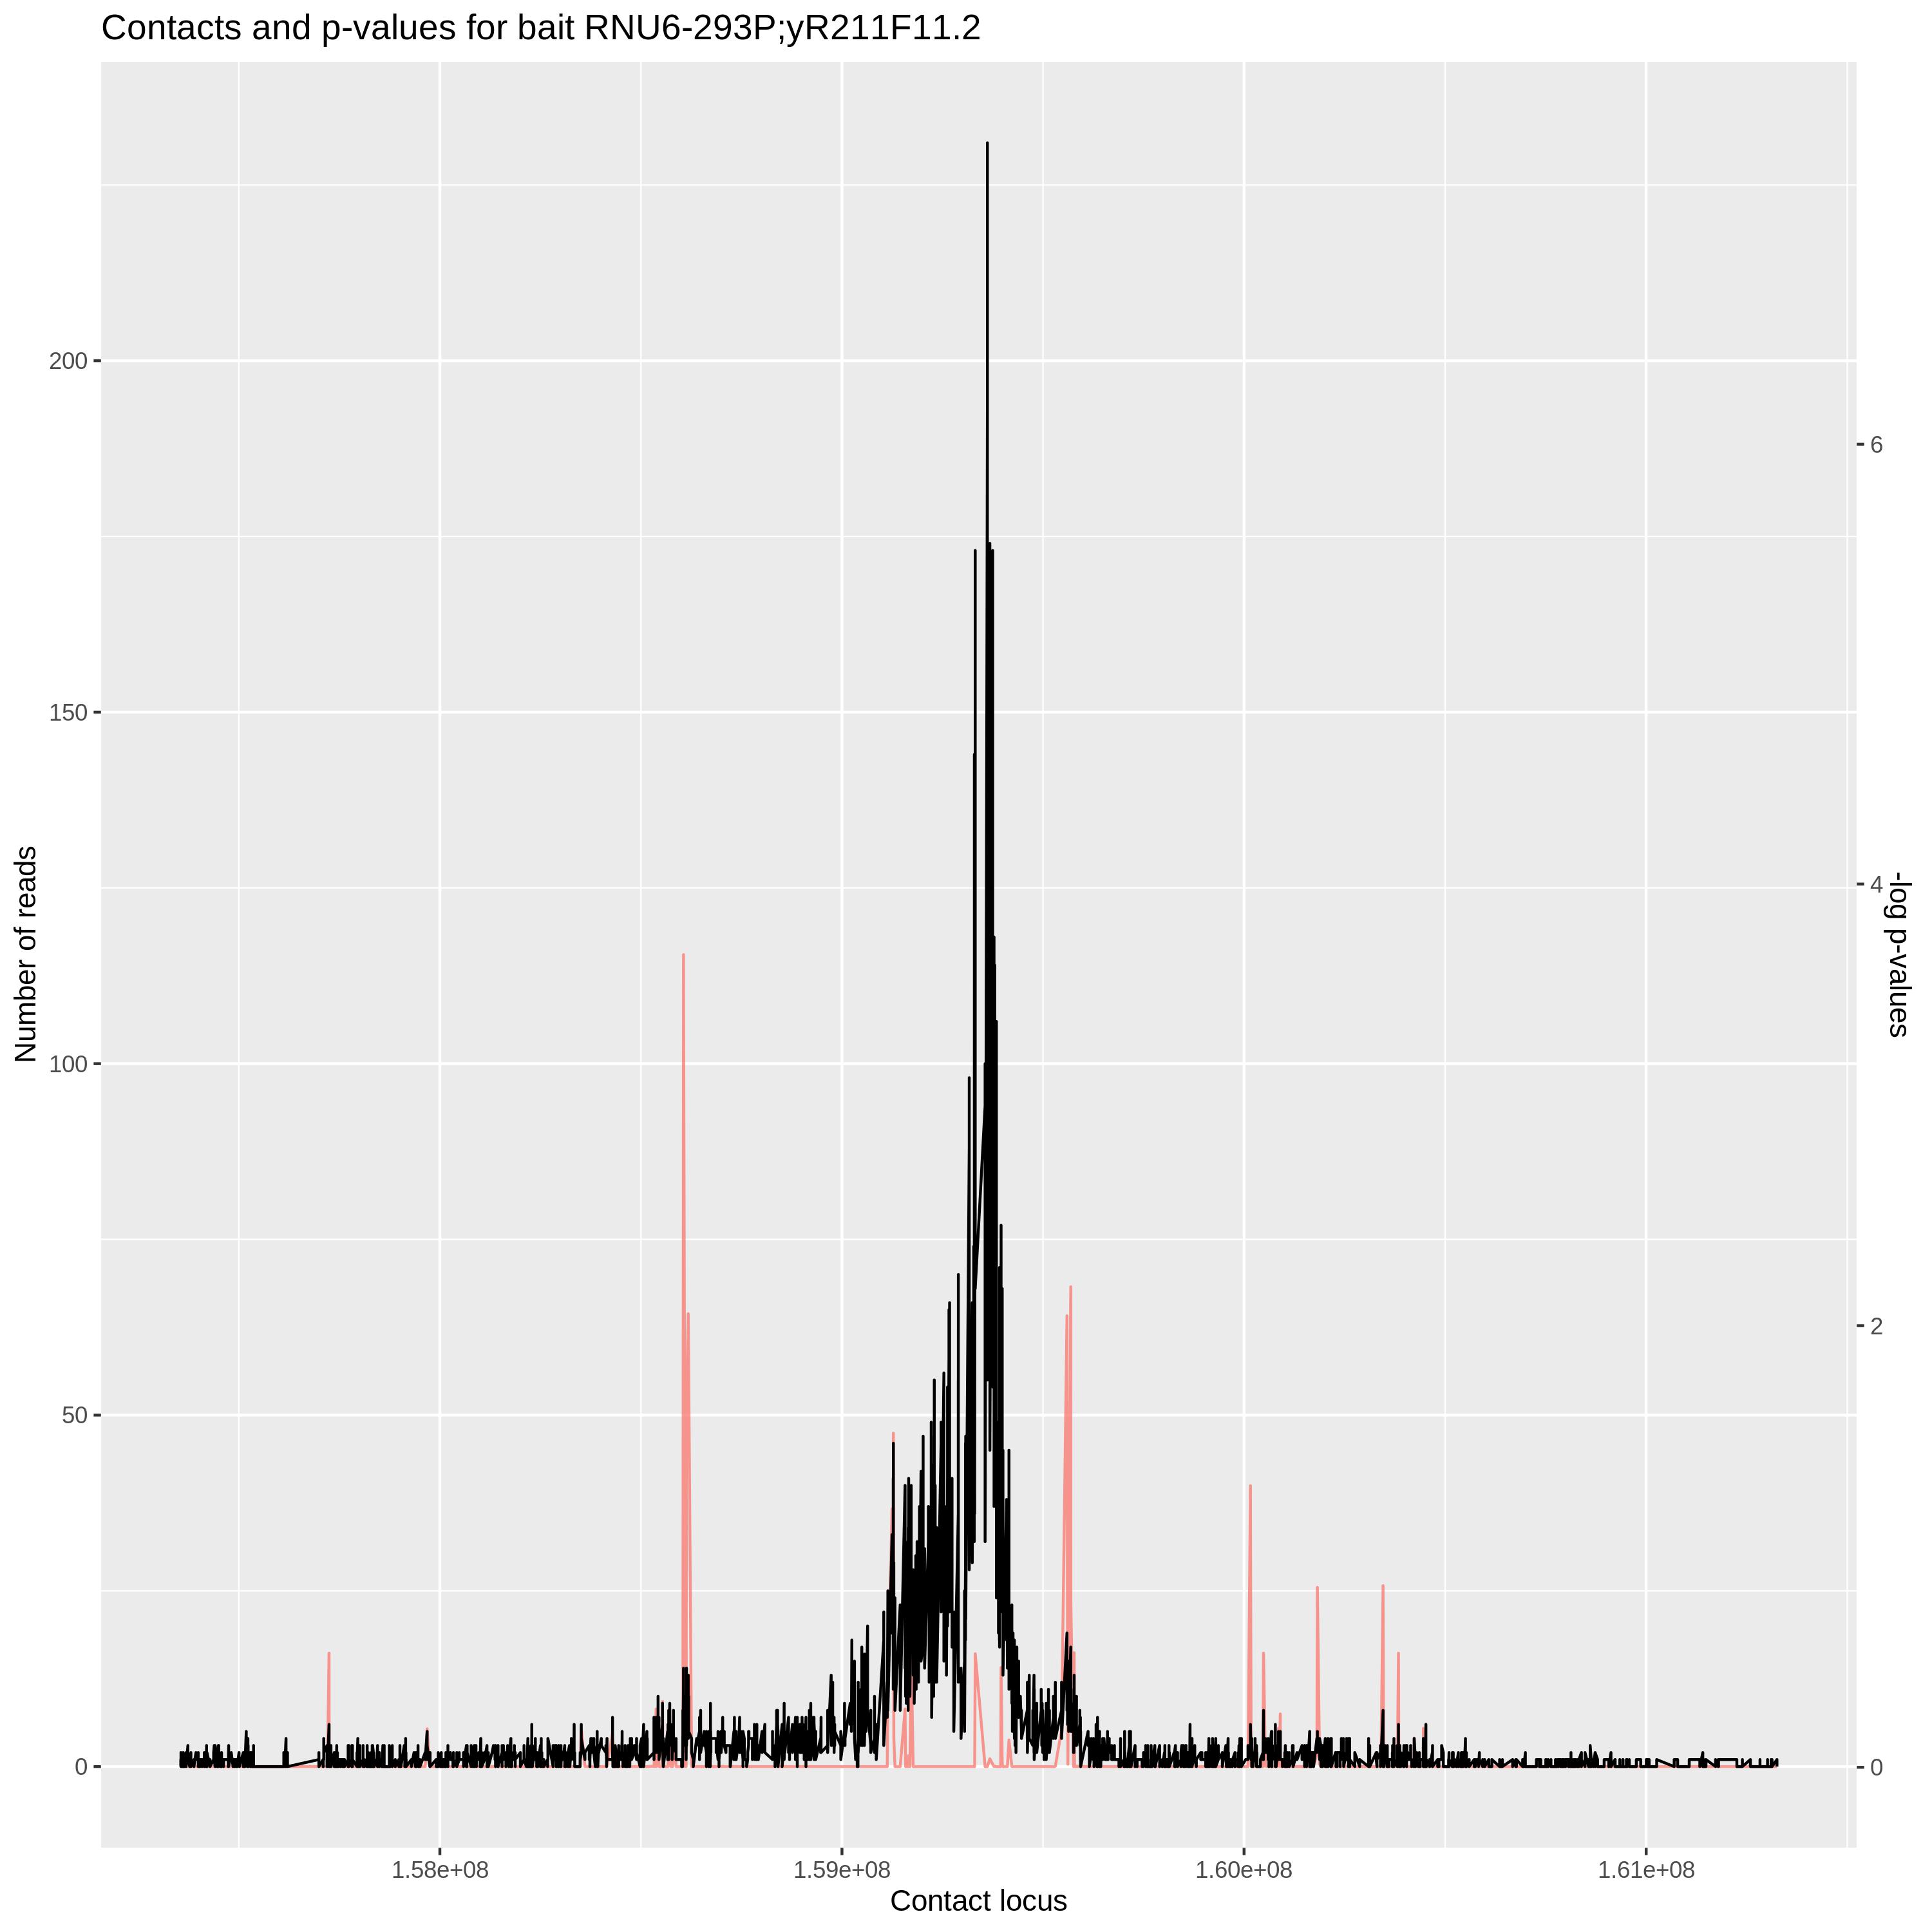 Contacts and p-values for bait RNU6-293P;yR211F11.2
200
150
100
50
0
Number of reads
6
4
2
0
-log p-values
1.58e+08
1.59e+08
1.60e+08
1.61e+08
Contact locus